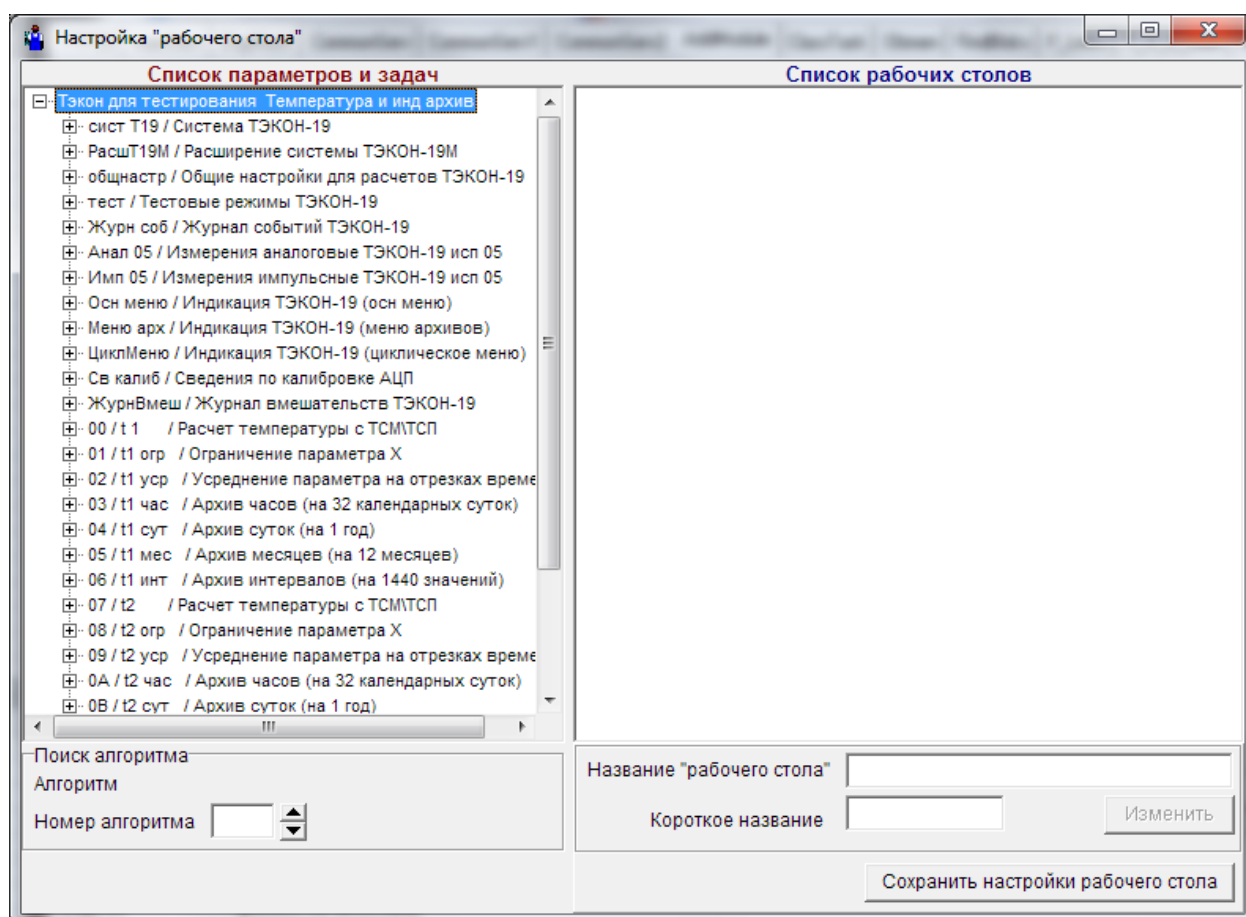 Настройка "рабочего стола"
Список параметров и задач
Тэкон для тестирования Температура и инд архив
сист Т19 / Система ТЭКОН-19
РасшТ19М / Расширение системы ТЭКОН-19М
общнастр / Общие настройки для расчетов ТЭКОН-19
тест / Тестовые режимы ТЭКОН-19
Журн соб / Журнал событий ТЭКОН-19
Анал 05 / Измерения аналоговые ТЭКОН-19 исп 05
Имп 05 / Измерения импульсные ТЭКОН-19 исп 05
Осн меню / Индикация ТЭКОН-19 (осн меню)
Меню арх / Индикация ТЭКОН-19 (меню архивов)
ЦиклМеню / Индикация ТЭКОН-19 (циклическое меню)
Св калиб / Сведения по калибровке АЦП
ЖурнВмеш / Журнал вмешательств ТЭКОН-19
00 / t 1 / Расчет температуры с ТСМ\ТСП
01 / t1 огр / Ограничение параметра Х
02 / t1 уср / Усреднение параметра на отрезках време
03 / t1 час / Архив часов (на 32 календарных суток)
04 / t1 сут / Архив суток (на 1 год)
05 / t1 мес / Архив месяцев (на 12 месяцев)
06 / t1 инт / Архив интервалов (на 1440 значений)
07 / t2 / Расчет температуры с ТСМ\ТСП
08 / t2 огр / Ограничение параметра Х
09 / t2 уср / Усреднение параметра на отрезках време
0A / t2 час / Архив часов (на 32 календарных суток)
0B / t2 сут / Архив суток (на 1 год)
Поиск алгоритма
Алгоритм
Номер алгоритма
Список рабочих столов
Название "рабочего стола"
Короткое название
Изменить
Сохранить настройки рабочего стола